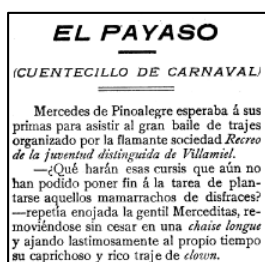 EL PAYASO
(CUENTECILLO DE CARNAVAL)
Mercedes de Pinoalegre esperaba á sus
primas para asistir al gran baile de trajes
organizado por la flamante sociedad Recreo
de la juventud distinguida de Villamiel.
—¿Qué harán esas cursis que aún no
han podido poner fin á la tarea de plan-
tarse aquellos mamarrachos de disfraces?
—repetía enojada la gentil Merceditas, re-
moviéndose sin cesar en una chaise longue
y ajando lastimosamente al propio tiempo
su caprichoso y rico traje de clown.